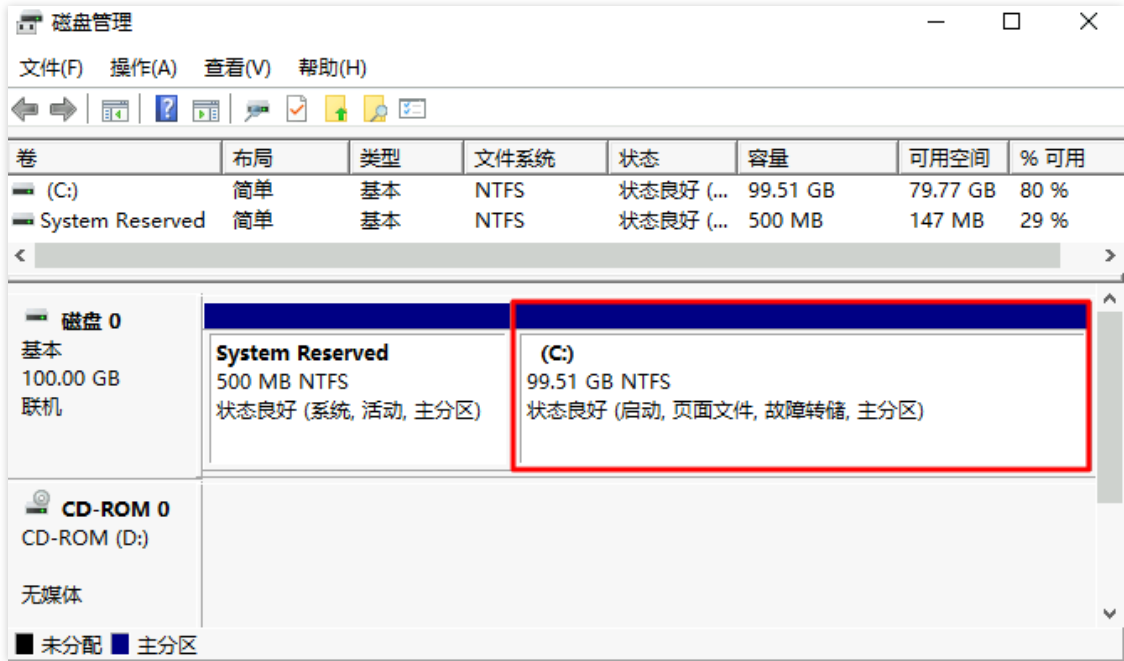 磁盘管理
文件(F) 操作(A) 查看(V) 帮助(H)
卷 布局 类型 文件系统 状态 容量 可用空间 % 可用
(C:) 简单 基本 NTFS 状态良好 (... 99.51 GB 79.77 GB 80 %
System Reserved 简单 基本 NTFS 状态良好 (... 500 MB 147 MB 29 %
磁盘 0
基本
100.00 GB
联机
System Reserved
500 MB NTFS
状态良好 (系统, 活动, 主分区)
(C:)
99.51 GB NTFS
状态良好 (启动, 页面文件, 故障转储, 主分区)
CD-ROM 0
CD-ROM (D:)
无媒体
未分配 主分区